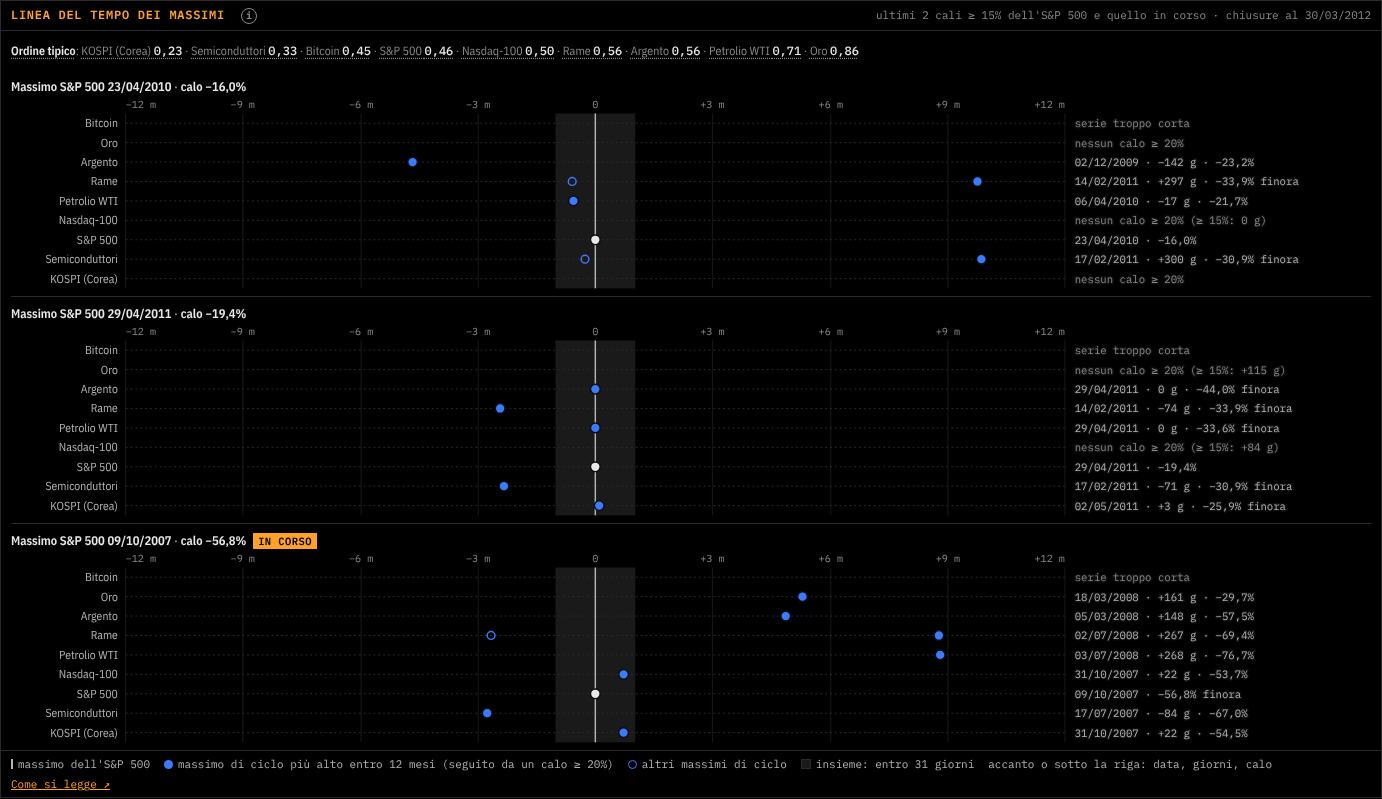 LINEA DEL TEMPO DEI MASSIMI i ultimi 2 cali ≥ 15% dell'S&P 500 e quello in corso · chiusure al 30/03/2012
Ordine tipico: KOSPI (Corea) 0,23 · Semiconduttori 0,33 · Bitcoin 0,45 · S&P 500 0,46 · Nasdaq-100 0,50 · Rame 0,56 · Argento 0,56 · Petrolio WTI 0,71 · Oro 0,86
Massimo S&P 500 23/04/2010 · calo −16,0%
−12 m −9 m −6 m −3 m 0 +3 m +6 m +9 m +12 m
Bitcoin serie troppo corta
Oro nessun calo ≥ 20%
Argento 02/12/2009 · −142 g · −23,2%
Rame 14/02/2011 · +297 g · −33,9% finora
Petrolio WTI 06/04/2010 · −17 g · −21,7%
Nasdaq-100 nessun calo ≥ 20% (≥ 15%: 0 g)
S&P 500 23/04/2010 · −16,0%
Semiconduttori 17/02/2011 · +300 g · −30,9% finora
KOSPI (Corea) nessun calo ≥ 20%
Massimo S&P 500 29/04/2011 · calo −19,4%
−12 m −9 m −6 m −3 m 0 +3 m +6 m +9 m +12 m
Bitcoin serie troppo corta
Oro nessun calo ≥ 20% (≥ 15%: +115 g)
Argento 29/04/2011 · 0 g · −44,0% finora
Rame 14/02/2011 · −74 g · −33,9% finora
Petrolio WTI 29/04/2011 · 0 g · −33,6% finora
Nasdaq-100 nessun calo ≥ 20% (≥ 15%: +84 g)
S&P 500 29/04/2011 · −19,4%
Semiconduttori 17/02/2011 · −71 g · −30,9% finora
KOSPI (Corea) 02/05/2011 · +3 g · −25,9% finora
Massimo S&P 500 09/10/2007 · calo −56,8% IN CORSO
−12 m −9 m −6 m −3 m 0 +3 m +6 m +9 m +12 m
Bitcoin serie troppo corta
Oro 18/03/2008 · +161 g · −29,7%
Argento 05/03/2008 · +148 g · −57,5%
Rame 02/07/2008 · +267 g · −69,4%
Petrolio WTI 03/07/2008 · +268 g · −76,7%
Nasdaq-100 31/10/2007 · +22 g · −53,7%
S&P 500 09/10/2007 · −56,8% finora
Semiconduttori 17/07/2007 · −84 g · −67,0%
KOSPI (Corea) 31/10/2007 · +22 g · −54,5%
massimo dell'S&P 500 massimo di ciclo più alto entro 12 mesi (seguito da un calo ≥ 20%) altri massimi di ciclo insieme: entro 31 giorni accanto o sotto la riga: data, giorni, calo
Come si legge ↗